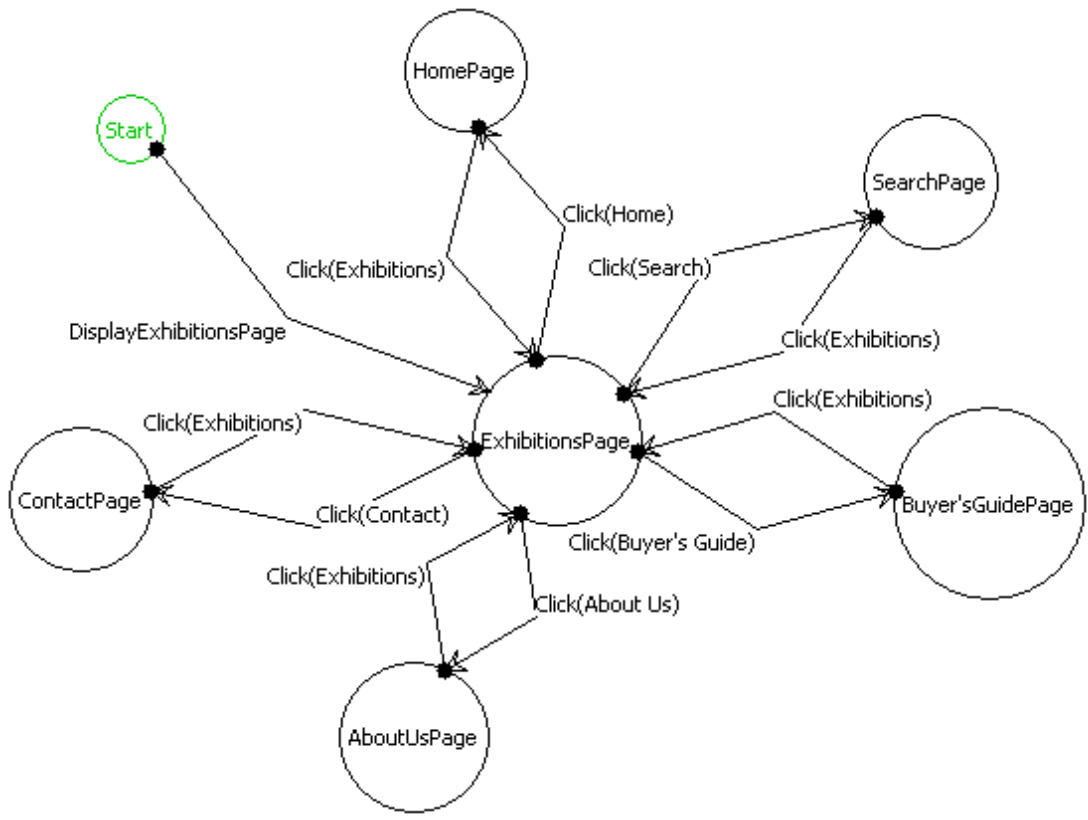 HomePage
Start
SearchPage
Click(Home)
Click(Exhibitions)
Click(Search)
DisplayExhibitionsPage
Click(Exhibitions)
Click(Exhibitions)
Click(Exhibitions)
ExhibitionsPage
ContactPage
Buyer'sGuidePage
Click(Contact)
Click(Buyer's Guide)
Click(Exhibitions)
Click(About Us)
AboutUsPage